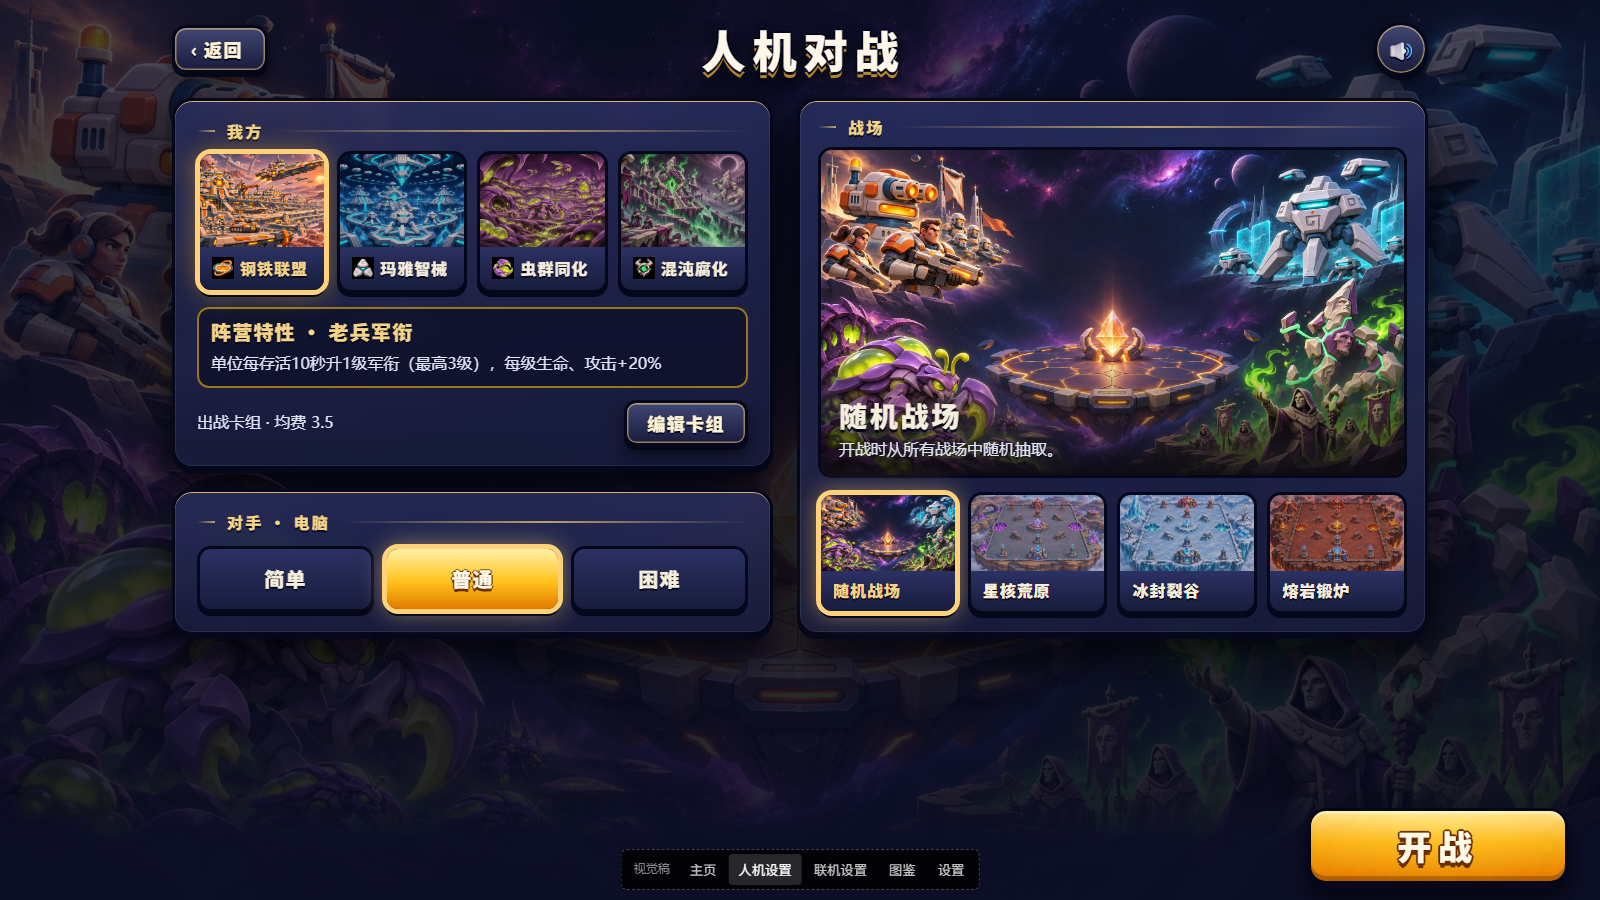 ‹ 返回
人机对战
我方
钢铁联盟
玛雅智械
虫群同化
混沌腐化
阵营特性 · 老兵军衔
单位每存活10秒升1级军衔（最高3级），每级生命、攻击+20%
出战卡组 · 均费 3.5
编辑卡组
对手 · 电脑
简单
普通
困难
战场
随机战场
开战时从所有战场中随机抽取。
随机战场
星核荒原
冰封裂谷
熔岩锻炉
开战
视觉稿
主页
人机设置
联机设置
图鉴
设置